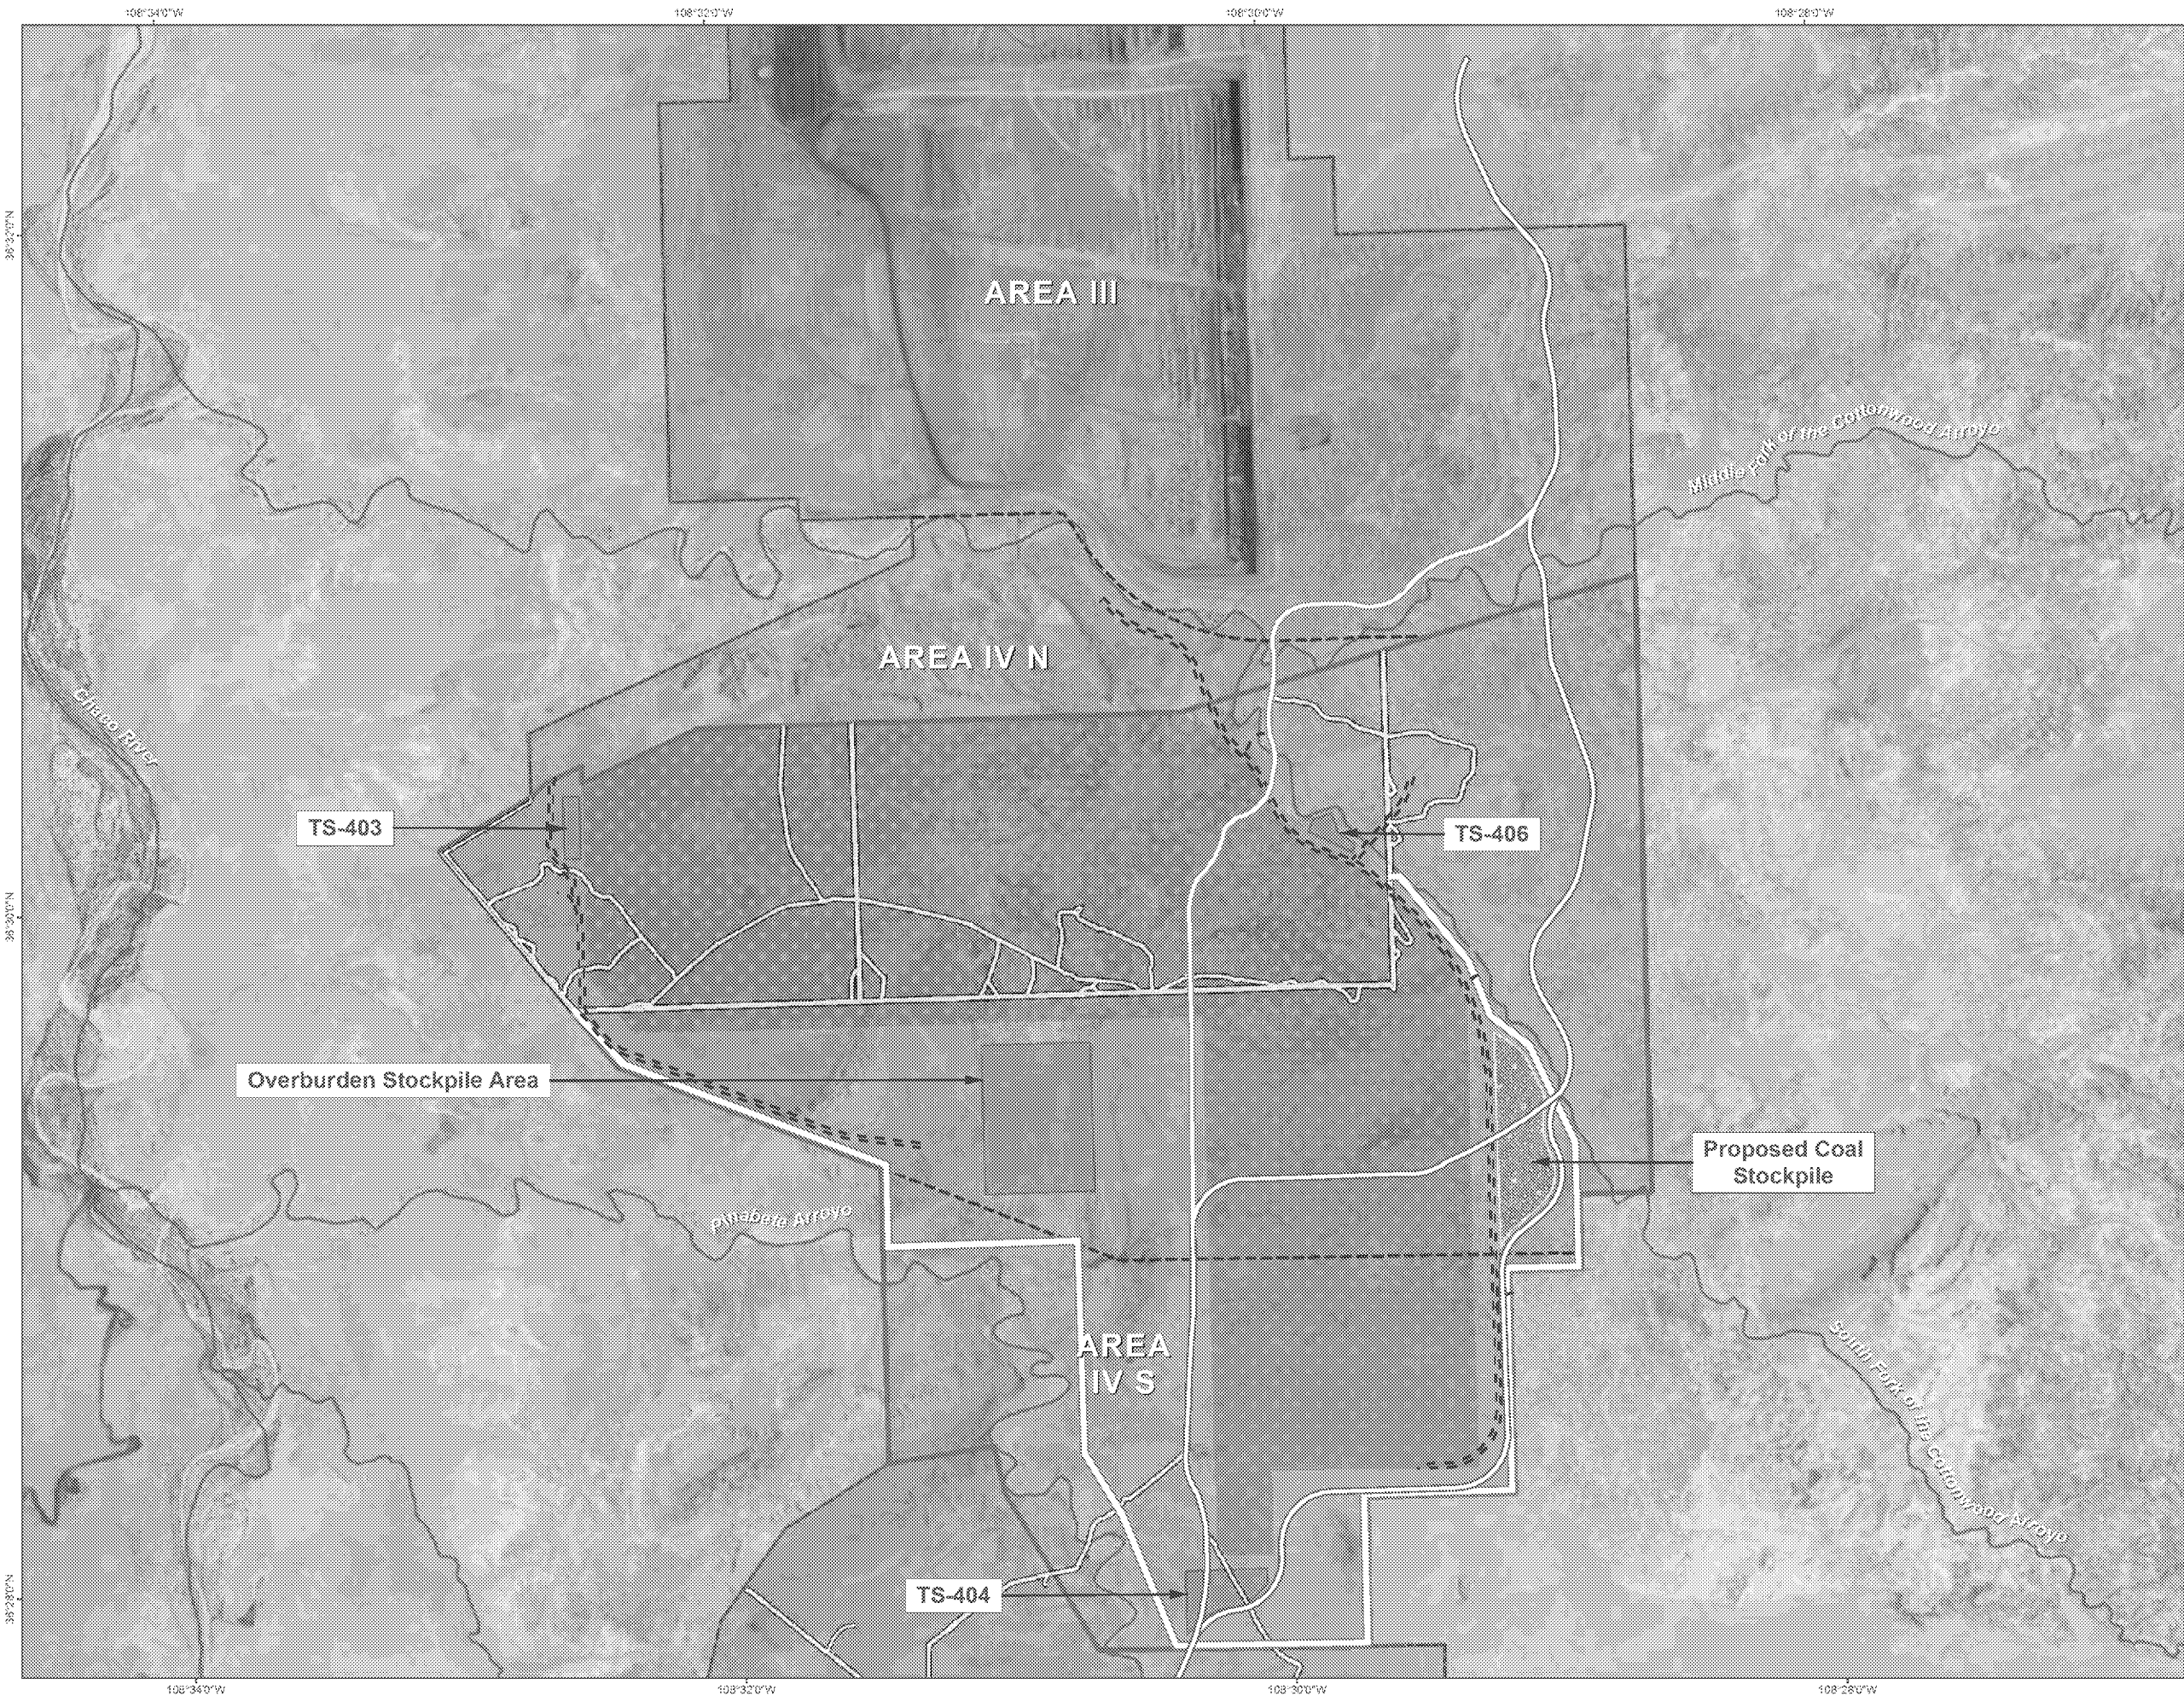 108°34'0"W
108°32'0"W
108°30'0"W
108°28'0"W
36°32'0"N
AREA III
Middle Fork of the Cottonwood Arroyo
AREA IV N
Chaco River
TS-403
TS-406
36°30'0"N
Overburden Stockpile Area
Proposed Coal
Stockpile
Pinabete Arroyo
AREA
IV S
South Fork of the Cottonwood Arroyo
36°28'0"N
TS-404
108°34'0"W
108°32'0"W
108°30'0"W
108°28'0"W